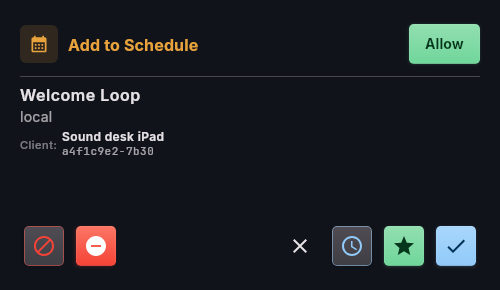 Add to Schedule
Allow
Welcome Loop
local
Client: Sound desk iPad
a4f1c9e2-7b30